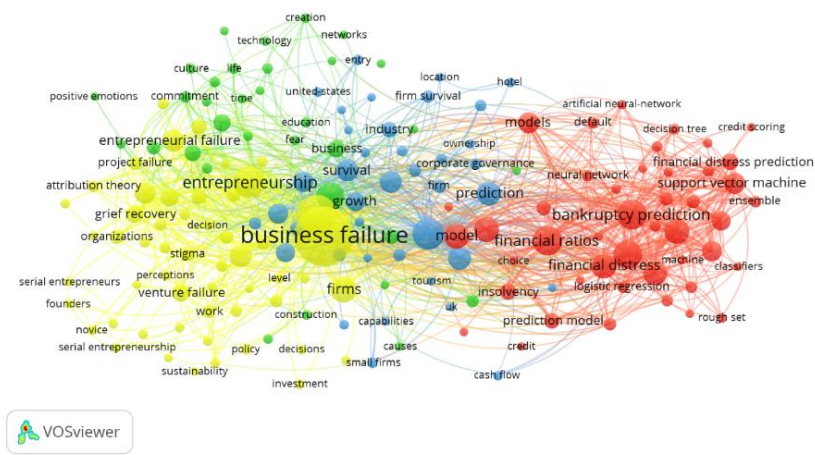 creation
technology
networks
entry
culture
life
location
hotel
positive emotions
commitment
time
united-states
firm survival
artificial neural-network
education
models
default
industry
decision tree
credit scoring
entrepreneurial failure
fear
business
ownership
project failure
survival
corporate governance
neural network
financial distress prediction
attribution theory
entrepreneurship
firm
prediction
support vector machine
growth
ensemble
grief recovery
decision
bankruptcy prediction
organizations
business failure
model
financial ratios
stigma
choice
financial distress
machine
classifiers
serial entrepreneurs
perceptions
level
tourism
logistic regression
venture failure
firms
insolvency
founders
work
construction
uk
capabilities
prediction model
rough set
novice
serial entrepreneurship
policy
decisions
causes
credit
sustainability
small firms
investment
cash flow
VOSviewer